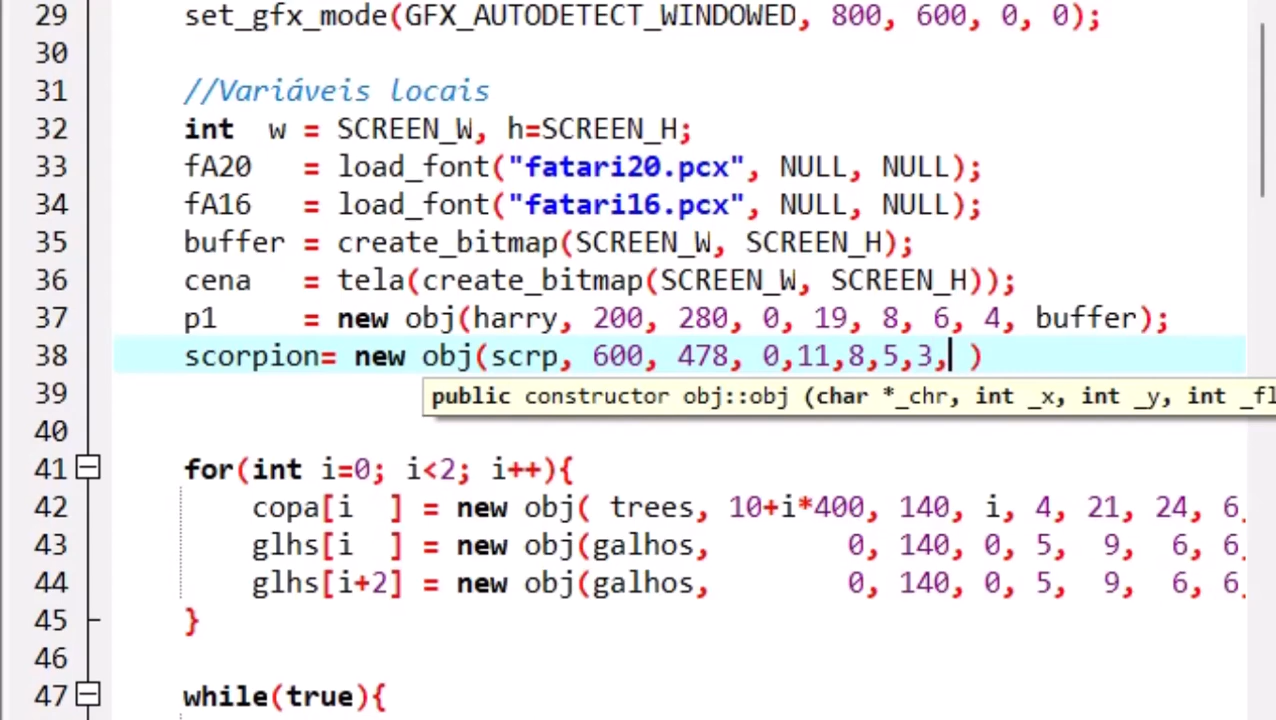 29 set_gfx_mode(GFX_AUTODETECT_WINDOWED, 800, 600, 0, 0);
30
31 //Variáveis locais
32 int  w = SCREEN_W, h=SCREEN_H;
33 fA20   = load_font("fatari20.pcx", NULL, NULL);
34 fA16   = load_font("fatari16.pcx", NULL, NULL);
35 buffer = create_bitmap(SCREEN_W, SCREEN_H);
36 cena   = tela(create_bitmap(SCREEN_W, SCREEN_H));
37 p1     = new obj(harry, 200, 280, 0, 19, 8, 6, 4, buffer);
38 scorpion= new obj(scrp, 600, 478, 0,11,8,5,3, )
39 public constructor obj::obj (char *_chr, int _x, int _y, int _fl
40
41 for(int i=0; i<2; i++){
42 copa[i  ] = new obj( trees, 10+i*400, 140, i, 4, 21, 24, 6,
43 glhs[i  ] = new obj(galhos,        0, 140, 0, 5,  9,  6, 6,
44 glhs[i+2] = new obj(galhos,        0, 140, 0, 5,  9,  6, 6,
45 }
46
47 while(true){